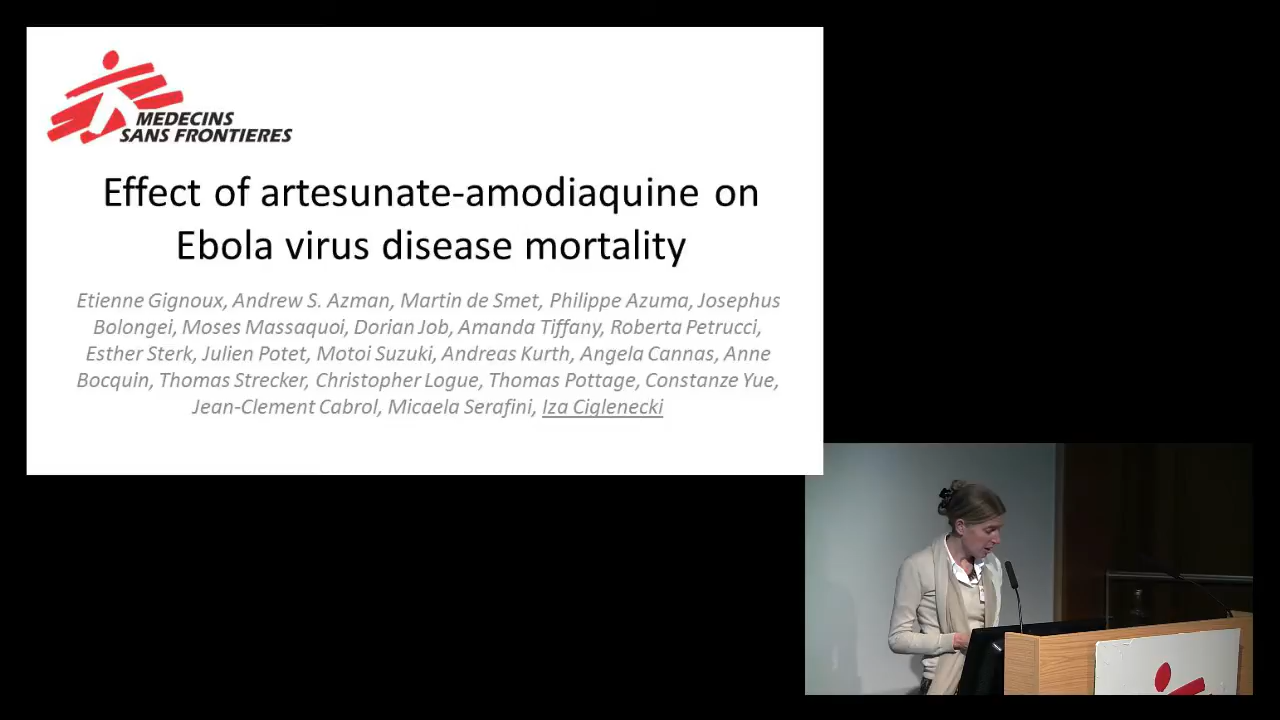 MEDECINS
SANS FRONTIERES
Effect of artesunate-amodiaquine on
Ebola virus disease mortality
Etienne Gignoux, Andrew S. Azman, Martin de Smet, Philippe Azuma, Josephus
Bolongei, Moses Massaquoi, Dorian Job, Amanda Tiffany, Roberta Petrucci,
Esther Sterk, Julien Potet, Motoi Suzuki, Andreas Kurth, Angela Cannas, Anne
Bocquin, Thomas Strecker, Christopher Logue, Thomas Pottage, Constanze Yue,
Jean-Clement Cabrol, Micaela Serafini, Iza Ciglenecki